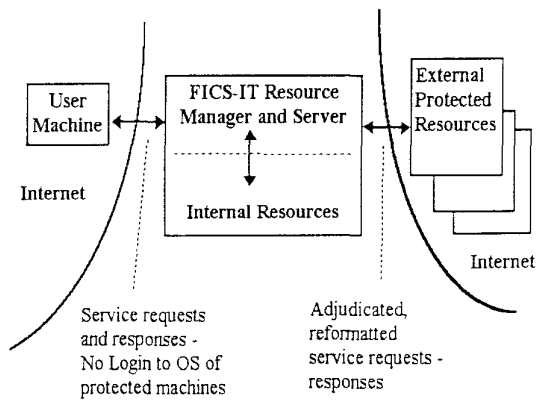 User
Machine
FICS-IT Resource
Manager and Server
Internal Resources
External
Protected
Resources
Internet
Internet
Service requests
and responses -
No Login to OS of
protected machines
Adjudicated,
reformatted
service requests -
responses